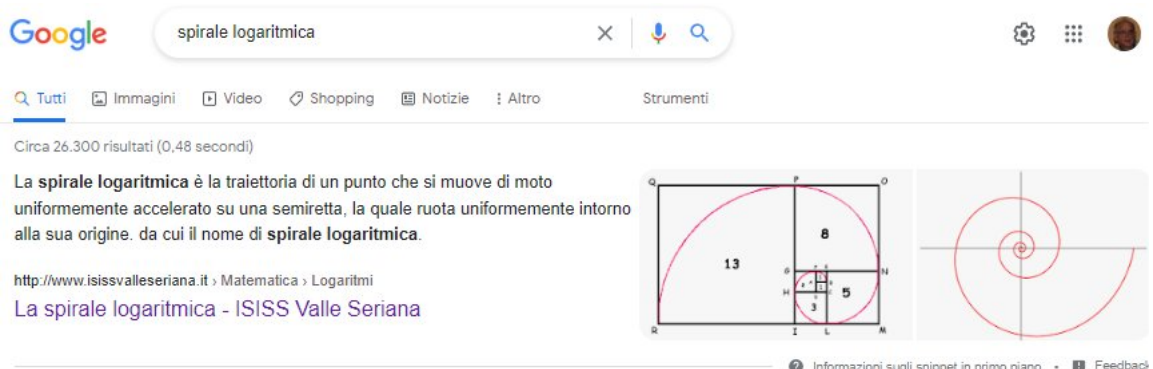 Google
spirale logaritmica
Tutti
Immagini
Video
Shopping
Notizie
Altro
Strumenti
Circa 26.300 risultati (0,48 secondi)
La spirale logaritmica è la traiettoria di un punto che si muove di moto
uniformemente accelerato su una semiretta, la quale ruota uniformemente intorno
alla sua origine. da cui il nome di spirale logaritmica.
http://www.isissvalleseriana.it › Matematica › Logaritmi
La spirale logaritmica - ISISS Valle Seriana
Q P O
8
13
G N
H 5
3
R I L M
Informazioni sugli snippet in primo piano • Feedback